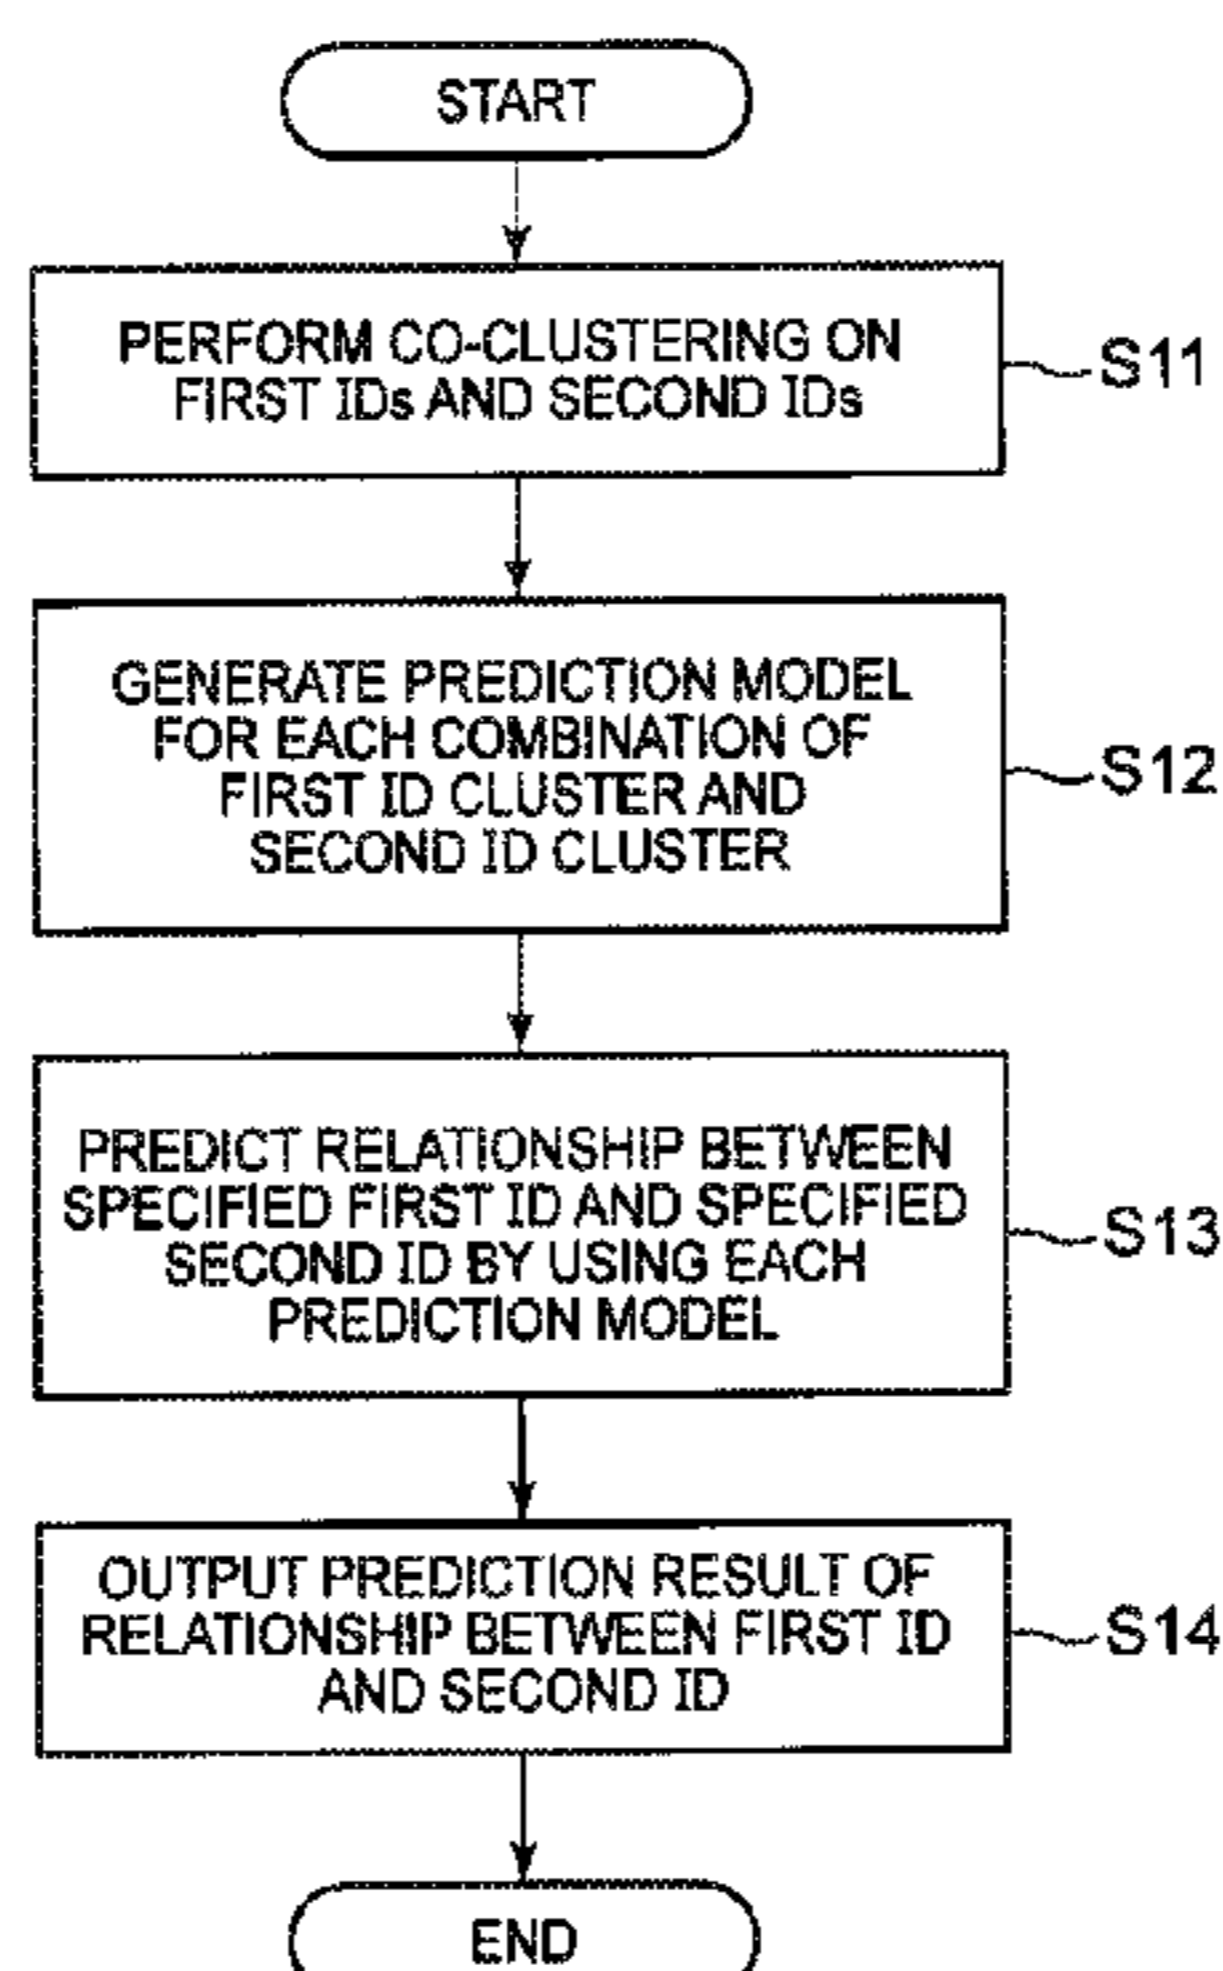 START
PERFORM CO-CLUSTERING ON
FIRST IDs AND SECOND IDs
S11
GENERATE PREDICTION MODEL
FOR EACH COMBINATION OF
FIRST ID CLUSTER AND
SECOND ID CLUSTER
S12
PREDICT RELATIONSHIP BETWEEN
SPECIFIED FIRST ID AND SPECIFIED
SECOND ID BY USING EACH
PREDICTION MODEL
S13
OUTPUT PREDICTION RESULT OF
RELATIONSHIP BETWEEN FIRST ID
AND SECOND ID
S14
END